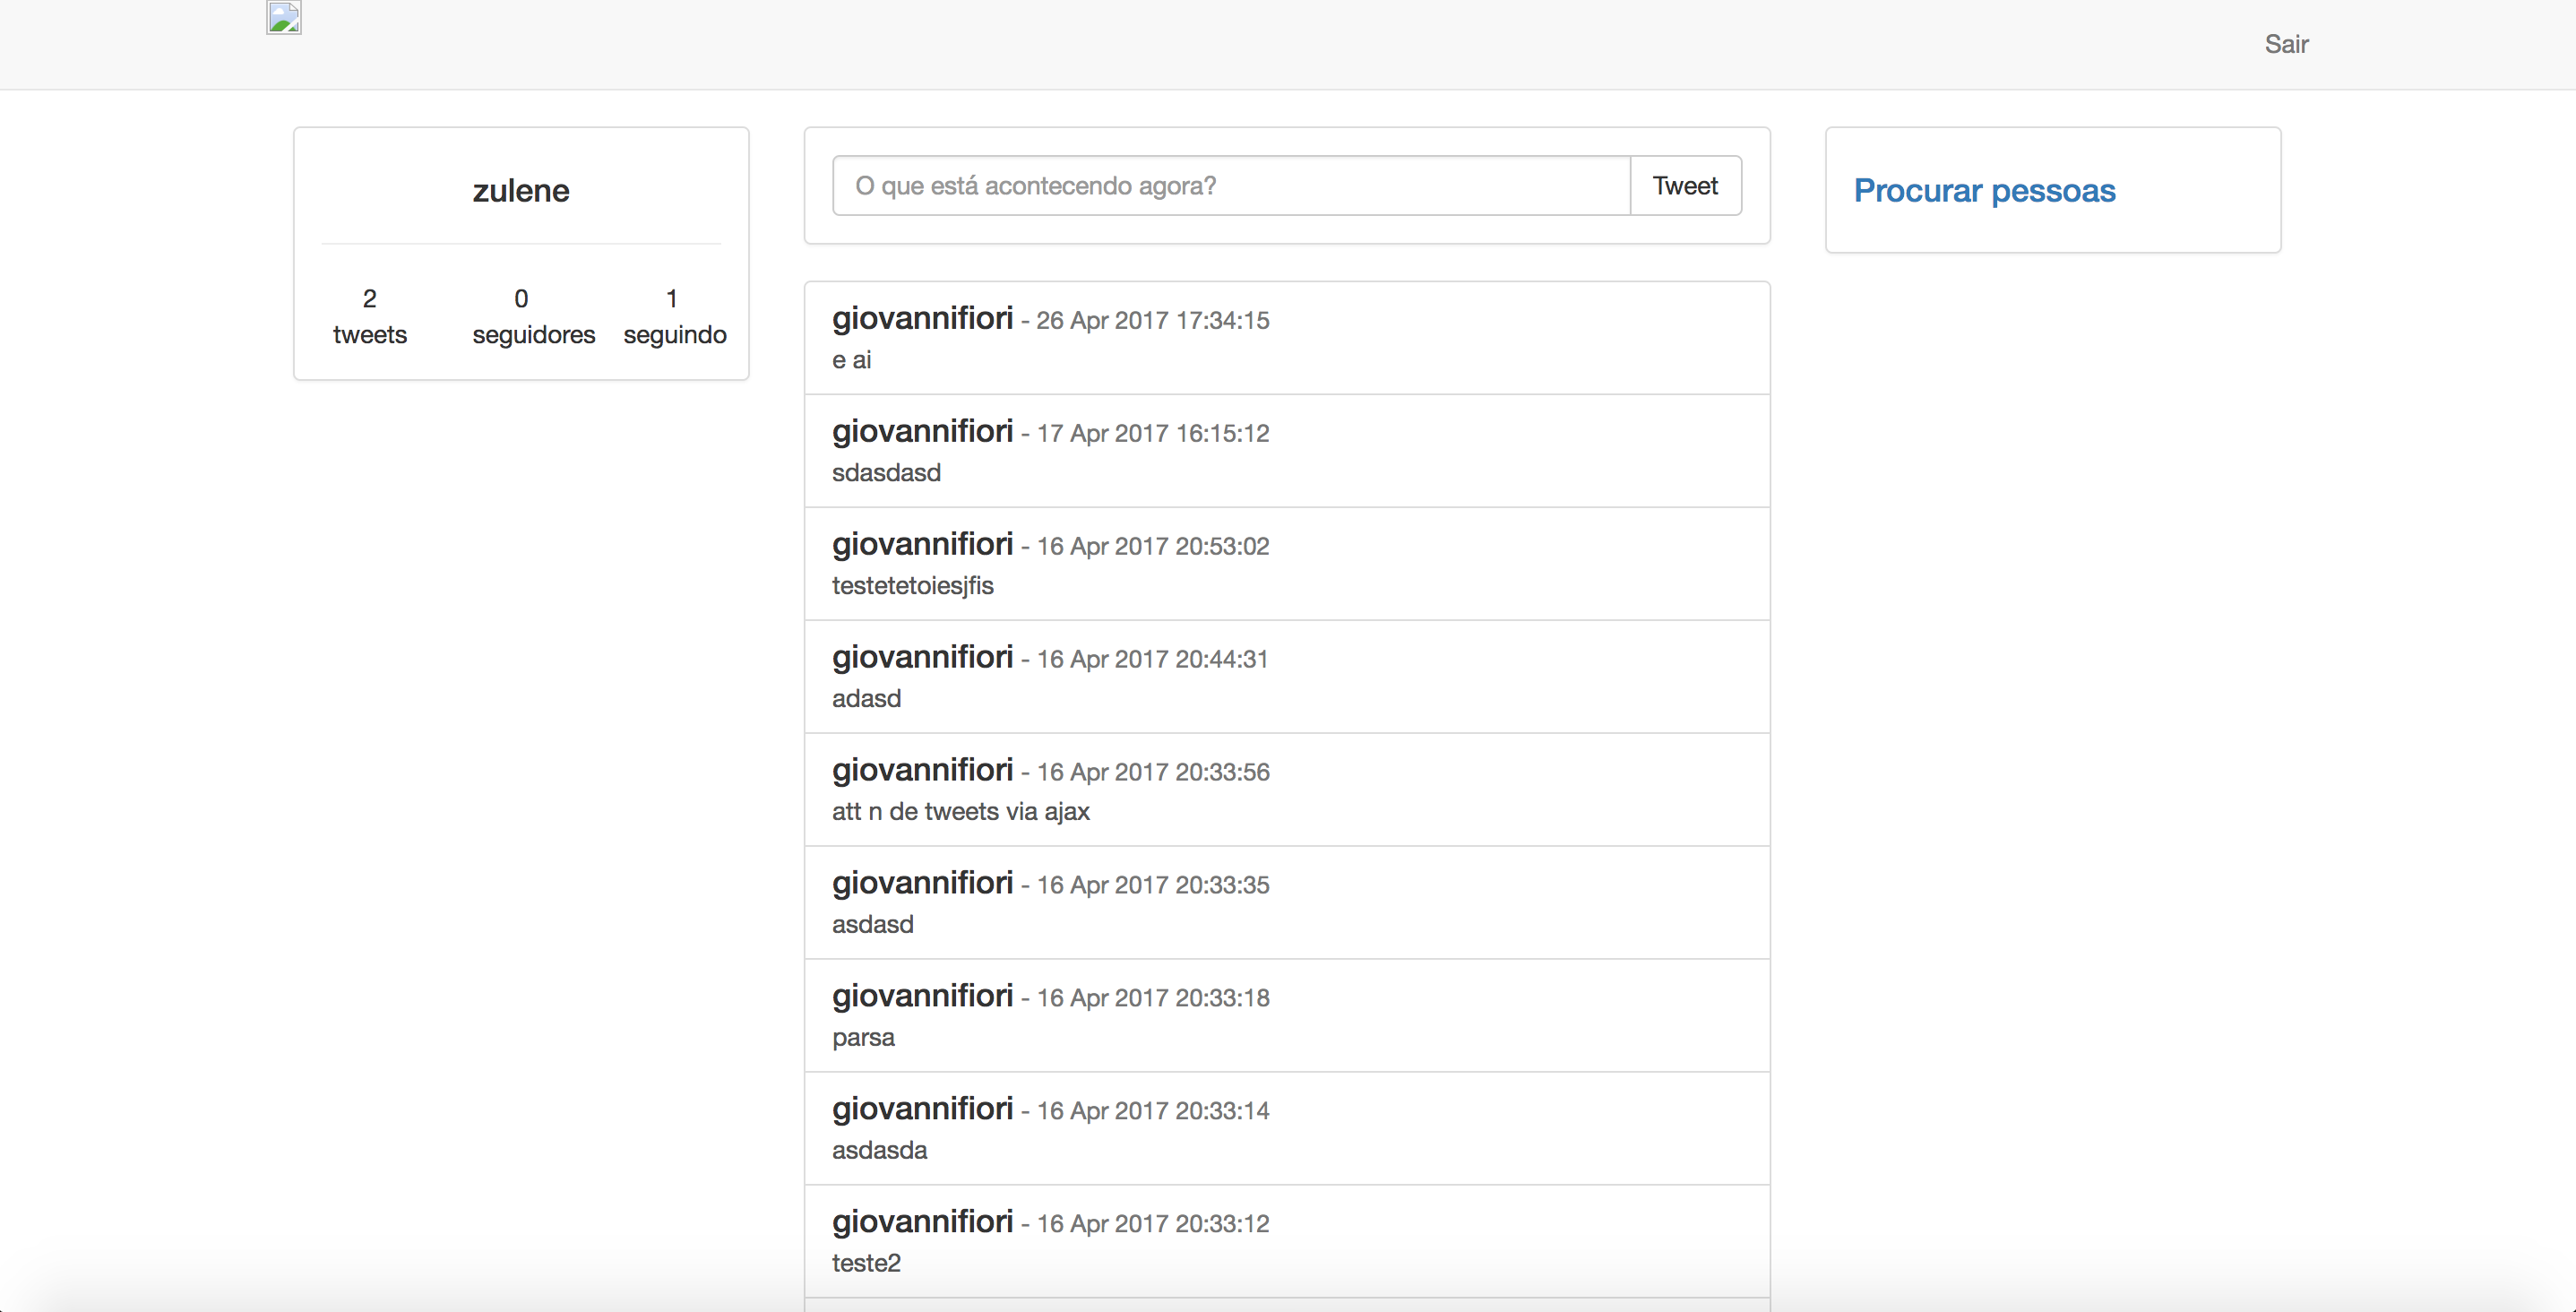 Sair
zulene
2 0 1
tweets seguidores seguindo
O que está acontecendo agora? Tweet
giovannifiori - 26 Apr 2017 17:34:15
e ai
giovannifiori - 17 Apr 2017 16:15:12
sdasdasd
giovannifiori - 16 Apr 2017 20:53:02
testetetoiesjfis
giovannifiori - 16 Apr 2017 20:44:31
adasd
giovannifiori - 16 Apr 2017 20:33:56
att n de tweets via ajax
giovannifiori - 16 Apr 2017 20:33:35
asdasd
giovannifiori - 16 Apr 2017 20:33:18
parsa
giovannifiori - 16 Apr 2017 20:33:14
asdasda
giovannifiori - 16 Apr 2017 20:33:12
teste2
Procurar pessoas